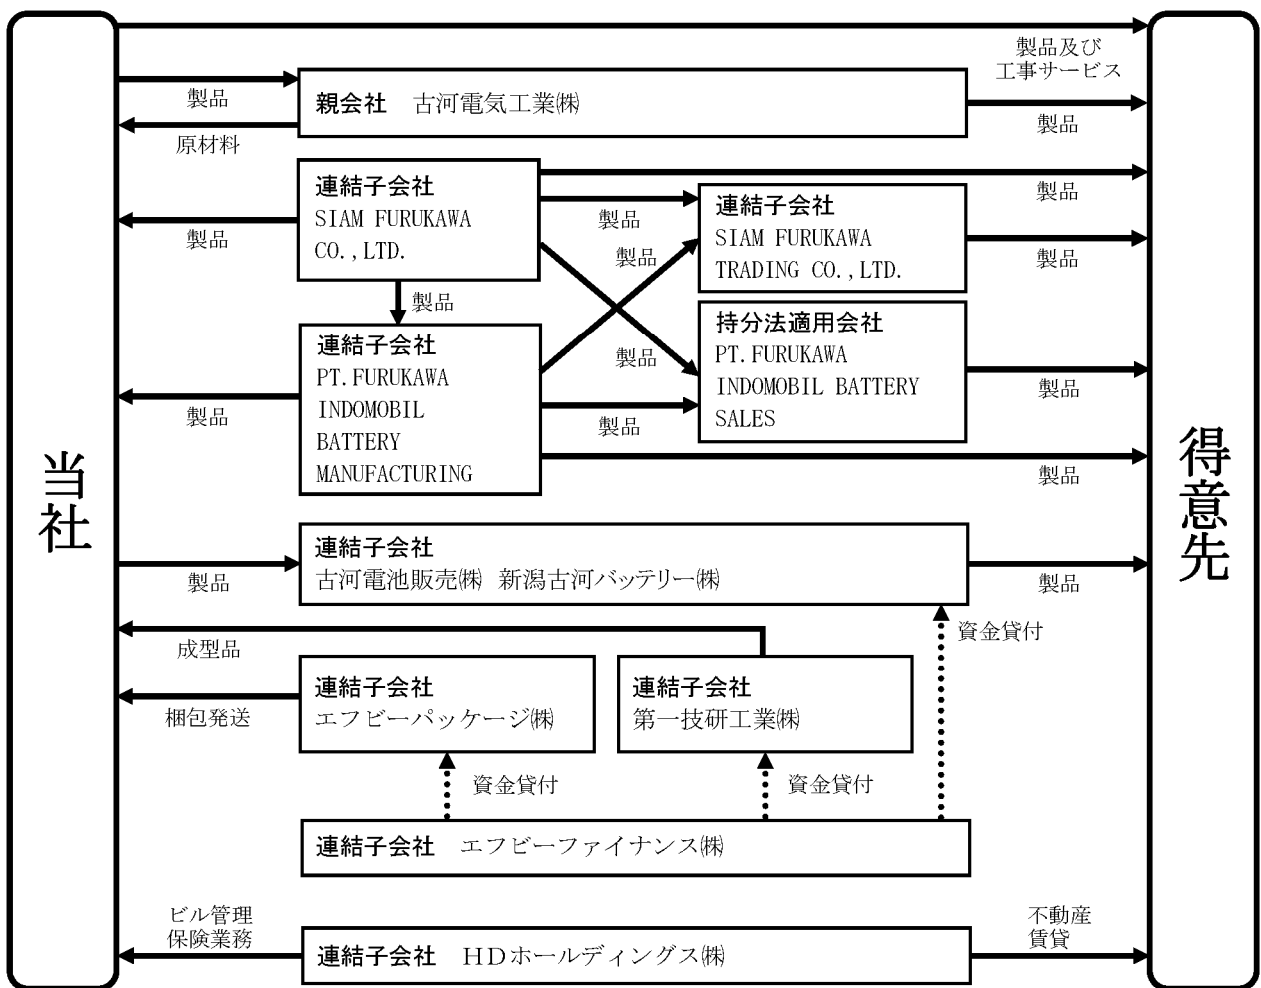 当社
得意先
製品及び
工事サービス
製品
親会社 古河電気工業㈱
製品
原材料
連結子会社
SIAM FURUKAWA
CO.,LTD.
製品
製品
連結子会社
SIAM FURUKAWA
TRADING CO.,LTD.
製品
製品
製品
製品
持分法適用会社
PT.FURUKAWA
INDOMOBIL BATTERY
SALES
製品
連結子会社
PT.FURUKAWA
INDOMOBIL
BATTERY
MANUFACTURING
製品
製品
製品
製品
連結子会社
古河電池販売㈱ 新潟古河バッテリー㈱
製品
製品
資金貸付
成型品
連結子会社
エフビーパッケージ㈱
梱包発送
連結子会社
第一技研工業㈱
資金貸付
資金貸付
連結子会社 エフビーファイナンス㈱
ビル管理
保険業務
連結子会社 HDホールディングス㈱
不動産
賃貸